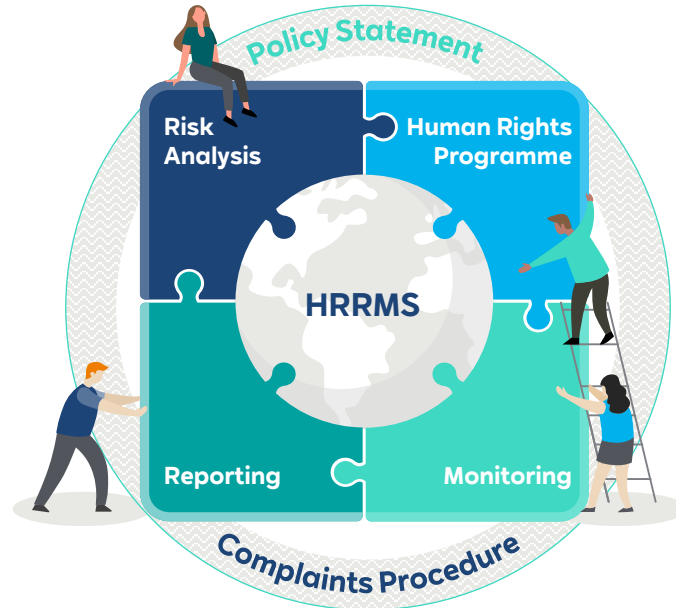 Policy Statement
Risk
Analysis
Human Rights
Programme
HRRMS
Reporting
Monitoring
Complaints Procedure